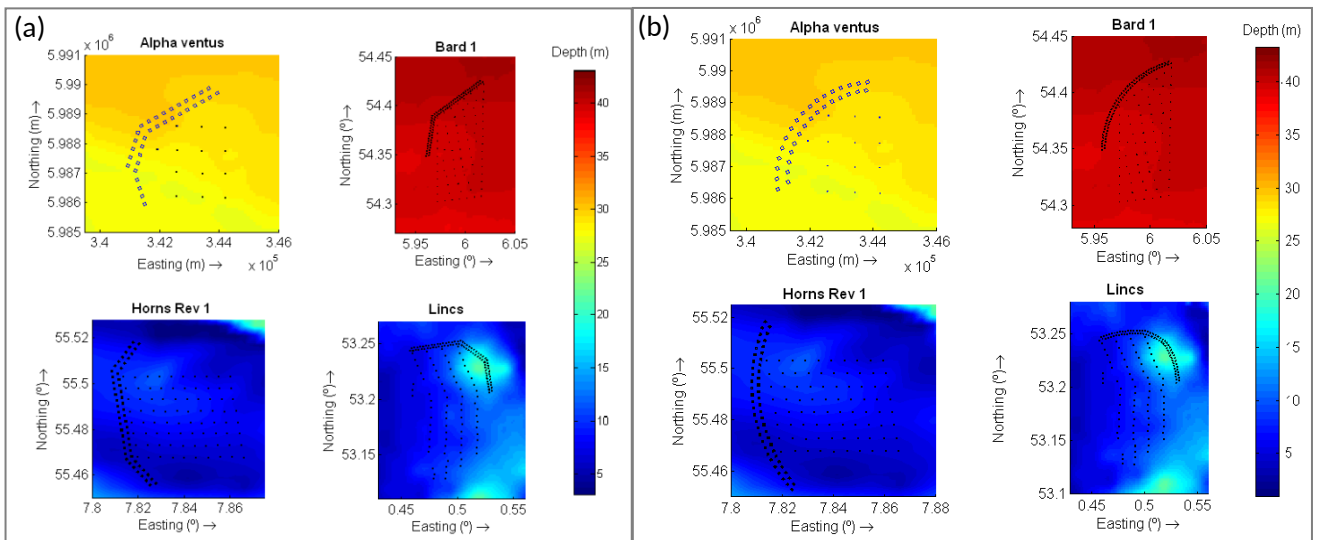 (a)
Alpha ventus
Bard 1
Depth (m)
5.991 x 10⁶
5.99
5.989
5.988
5.987
5.986
5.985
Northing (m) →
3.4 3.42 3.44 3.46
Easting (m) → x 10⁵
54.45
54.4
54.35
54.3
Northing (º) →
5.95 6 6.05
Easting (º) →
40
35
30
25
20
15
10
5
Horns Rev 1
Lincs
55.52
55.5
55.48
55.46
Northing (º) →
7.8 7.82 7.84 7.86
Easting (º) →
53.25
53.2
53.15
Northing (º) →
0.45 0.5 0.55
Easting (º) →
(b)
Alpha ventus
Bard 1
Depth (m)
5.991 x 10⁶
5.99
5.989
5.988
5.987
5.986
5.985
Northing (m) →
3.4 3.42 3.44 3.46
Easting (m) → x 10⁵
54.45
54.4
54.35
54.3
Northing (º) →
5.95 6 6.05
Easting (º) →
40
35
30
25
20
5
0
5
Horns Rev 1
Lincs
55.52
55.5
55.48
55.46
Northing (º) →
7.8 7.82 7.84 7.86 7.88
Easting (º) →
53.25
53.2
53.15
53.1
Northing (º) →
0.45 0.5 0.55
Easting (º) →